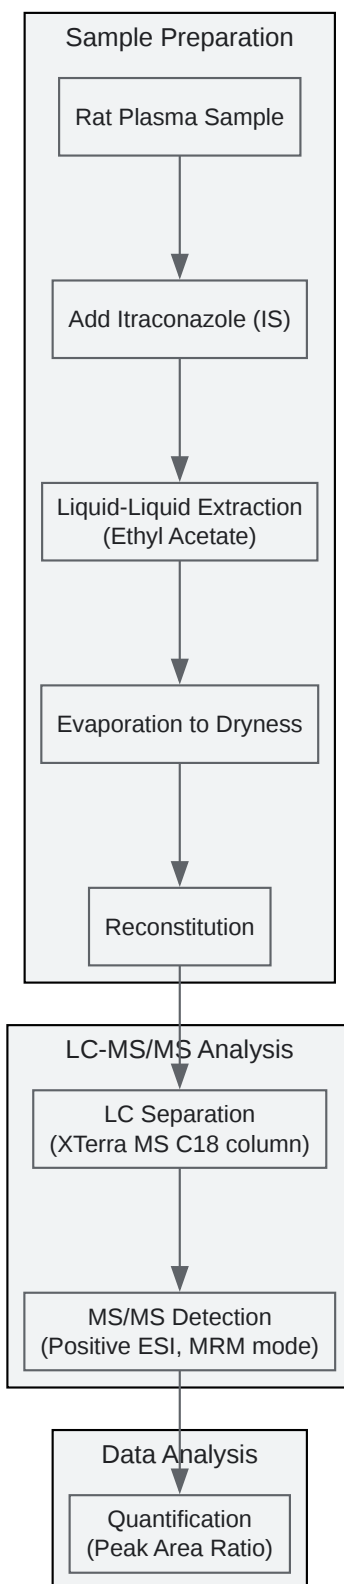 Sample Preparation
Rat Plasma Sample
Add Itraconazole (IS)
Liquid-Liquid Extraction
(Ethyl Acetate)
Evaporation to Dryness
Reconstitution
LC-MS/MS Analysis
LC Separation
(XTerra MS C18 column)
MS/MS Detection
(Positive ESI, MRM mode)
Data Analysis
Quantification
(Peak Area Ratio)